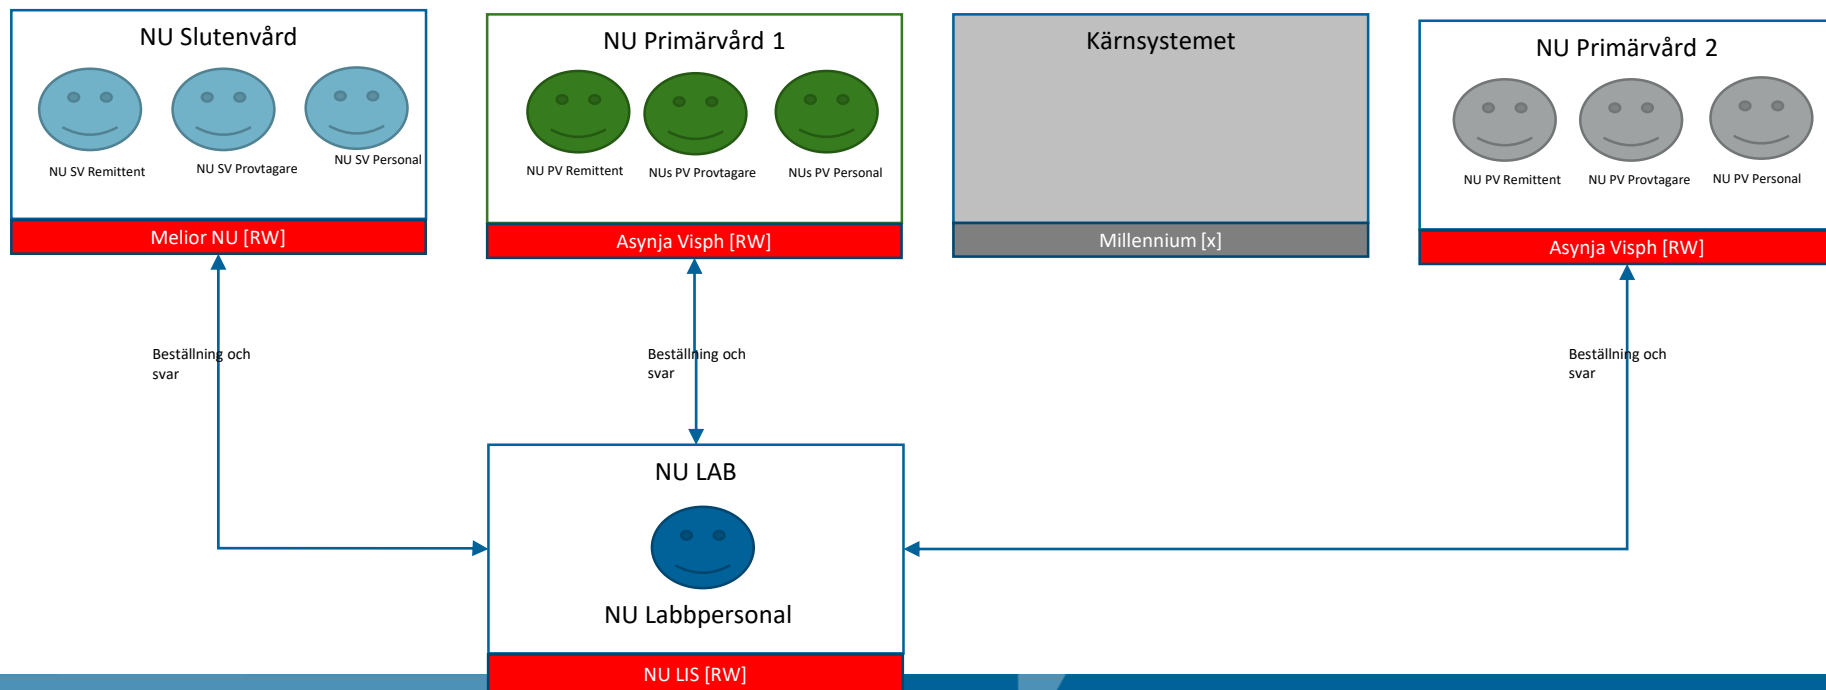 NU Slutenvård
NU SV Remittent
NU SV Provtagare
NU SV Personal
Melior NU [RW]
NU Primärvård 1
NU PV Remittent
NUs PV Provtagare
NUs PV Personal
Asynja Visph [RW]
Kärnsystemet
Millennium [x]
NU Primärvård 2
NU PV Remittent
NU PV Provtagare
NU PV Personal
Asynja Visph [RW]
Beställning och
svar
Beställning och
svar
Beställning och
svar
NU LAB
NU Labbpersonal
NU LIS [RW]